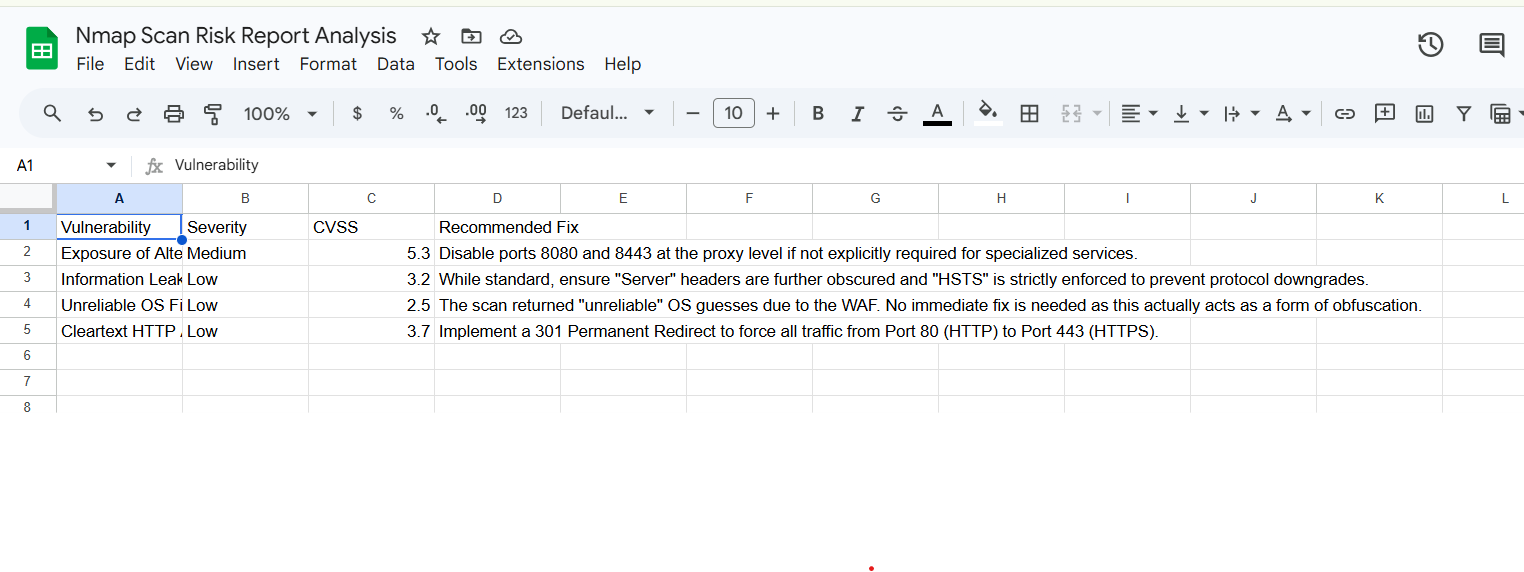 Nmap Scan Risk Report Analysis
File Edit View Insert Format Data Tools Extensions Help
100% $ % .0 .00 123 Defaul... − 10 + B I S A A
A1 fx Vulnerability
A B C D E F G H I J K L
1 Vulnerability Severity CVSS Recommended Fix
2 Exposure of Alte Medium 5.3 Disable ports 8080 and 8443 at the proxy level if not explicitly required for specialized services.
3 Information Leak Low 3.2 While standard, ensure "Server" headers are further obscured and "HSTS" is strictly enforced to prevent protocol downgrades.
4 Unreliable OS Fi Low 2.5 The scan returned "unreliable" OS guesses due to the WAF. No immediate fix is needed as this actually acts as a form of obfuscation.
5 Cleartext HTTP Low 3.7 Implement a 301 Permanent Redirect to force all traffic from Port 80 (HTTP) to Port 443 (HTTPS).
6
7
8